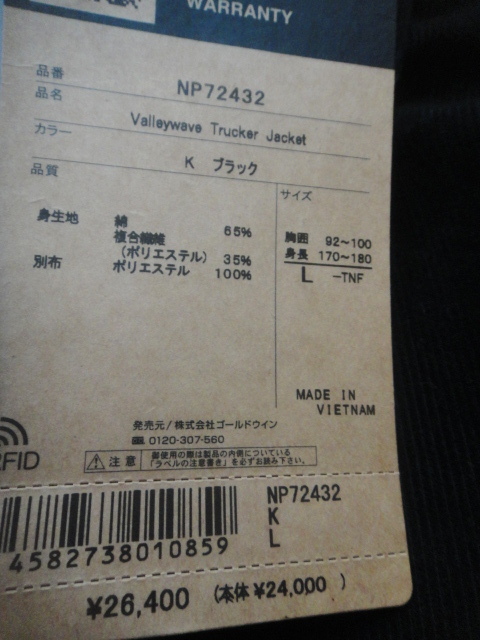 WARRANTY
品番 NP72432
品名 Valleywave Trucker Jacket
カラー K ブラック
品質
サイズ
身生地 綿 65%
複合繊維
(ポリエステル) 35%
別布 ポリエステル 100%
胸囲 92~100
身長 170~180
L -TNF
MADE IN
VIETNAM
発売元/株式会社ゴールドウイン
0120-307-560
RFID
注意 ご使用の際は製品の内側についている
「ラベルの注意書き」を必ずお読み下さい。
NP72432
K
L
4582738010859
¥26,400 (本体¥24,000)